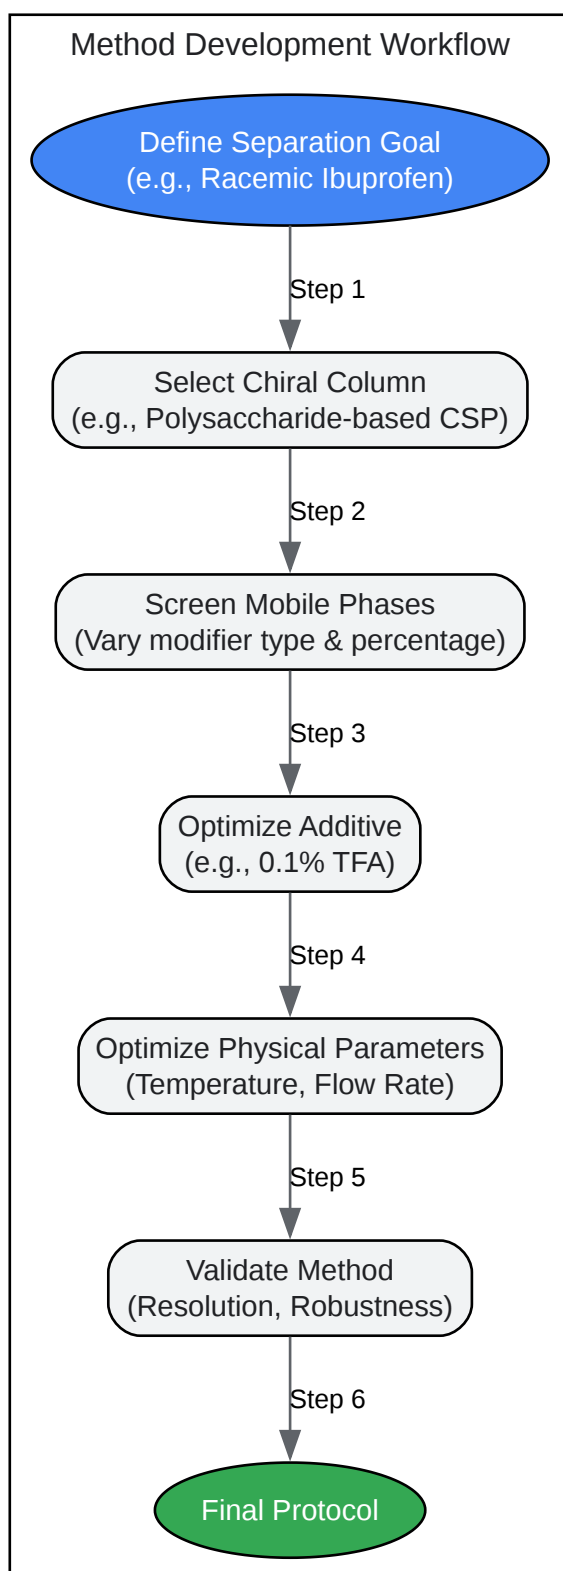 Method Development Workflow
Define Separation Goal
(e.g., Racemic Ibuprofen)
Step 1
Select Chiral Column
(e.g., Polysaccharide-based CSP)
Step 2
Screen Mobile Phases
(Vary modifier type & percentage)
Step 3
Optimize Additive
(e.g., 0.1% TFA)
Step 4
Optimize Physical Parameters
(Temperature, Flow Rate)
Step 5
Validate Method
(Resolution, Robustness)
Step 6
Final Protocol